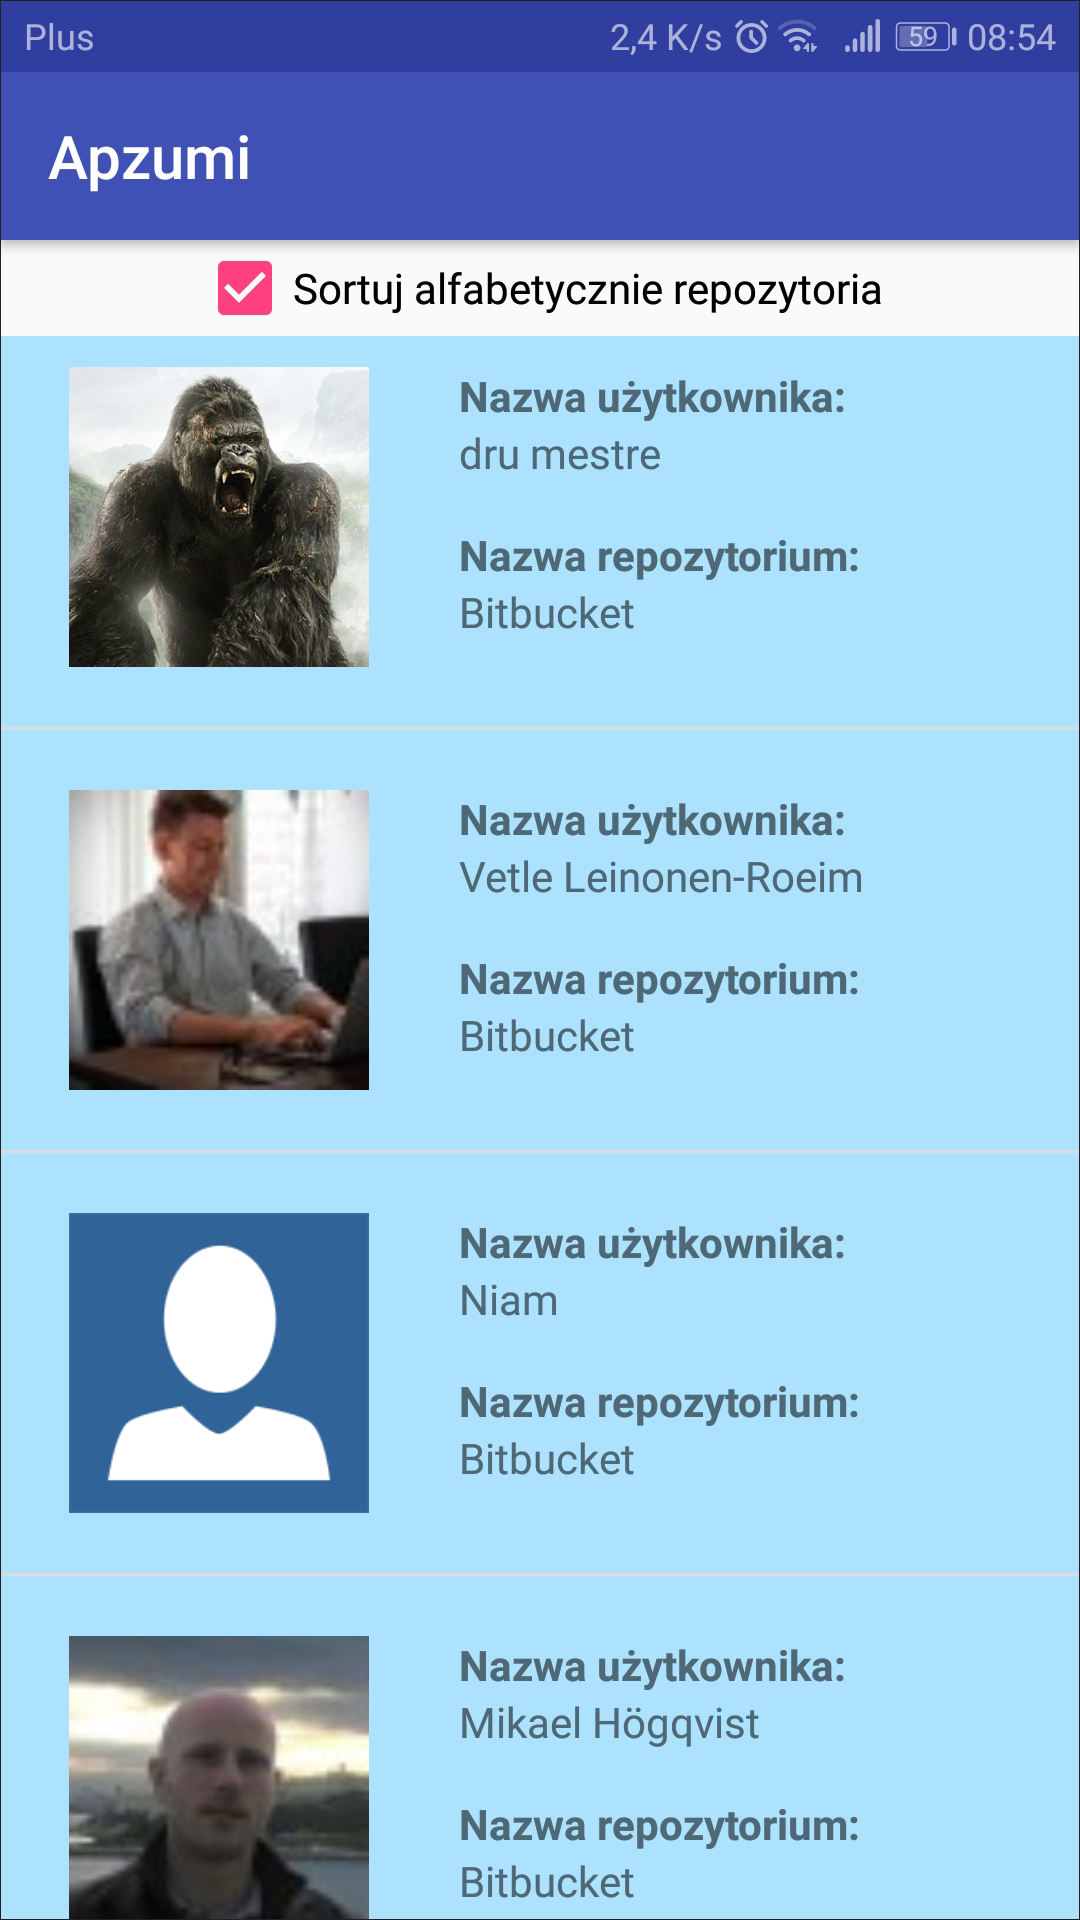 Plus 2,4 K/s 59 08:54
Apzumi
Sortuj alfabetycznie repozytoria
Nazwa użytkownika:
dru mestre
Nazwa repozytorium:
Bitbucket
Nazwa użytkownika:
Vetle Leinonen-Roeim
Nazwa repozytorium:
Bitbucket
Nazwa użytkownika:
Niam
Nazwa repozytorium:
Bitbucket
Nazwa użytkownika:
Mikael Högqvist
Nazwa repozytorium:
Bitbucket